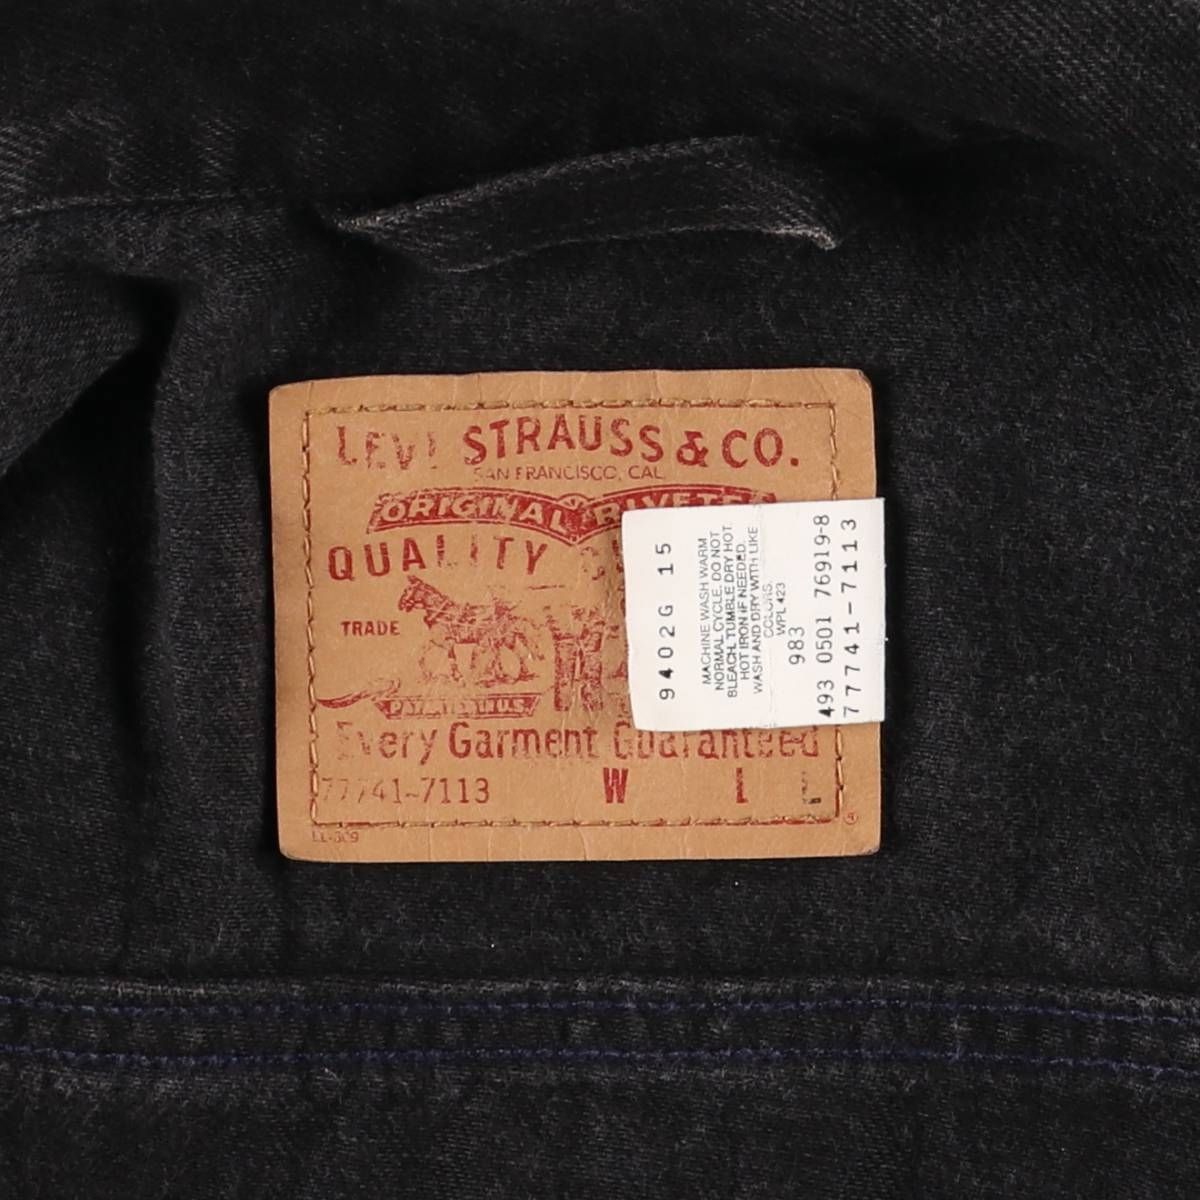 LEVI STRAUSS & CO.
SAN FRANCISCO, CAL
ORIGINAL RIVETED
QUALITY
TRADE
Every Garment Guaranteed
77741-7113 W L L
®
9402G 15
MACHINE WASH WARM
NORMAL CYCLE. DO NOT
BLEACH. TUMBLE DRY HOT.
HOT IRON IF NEEDED.
WASH AND DRY WITH LIKE
COLORS.
WPL 423
983
493 0501 76919-8
77741-7113